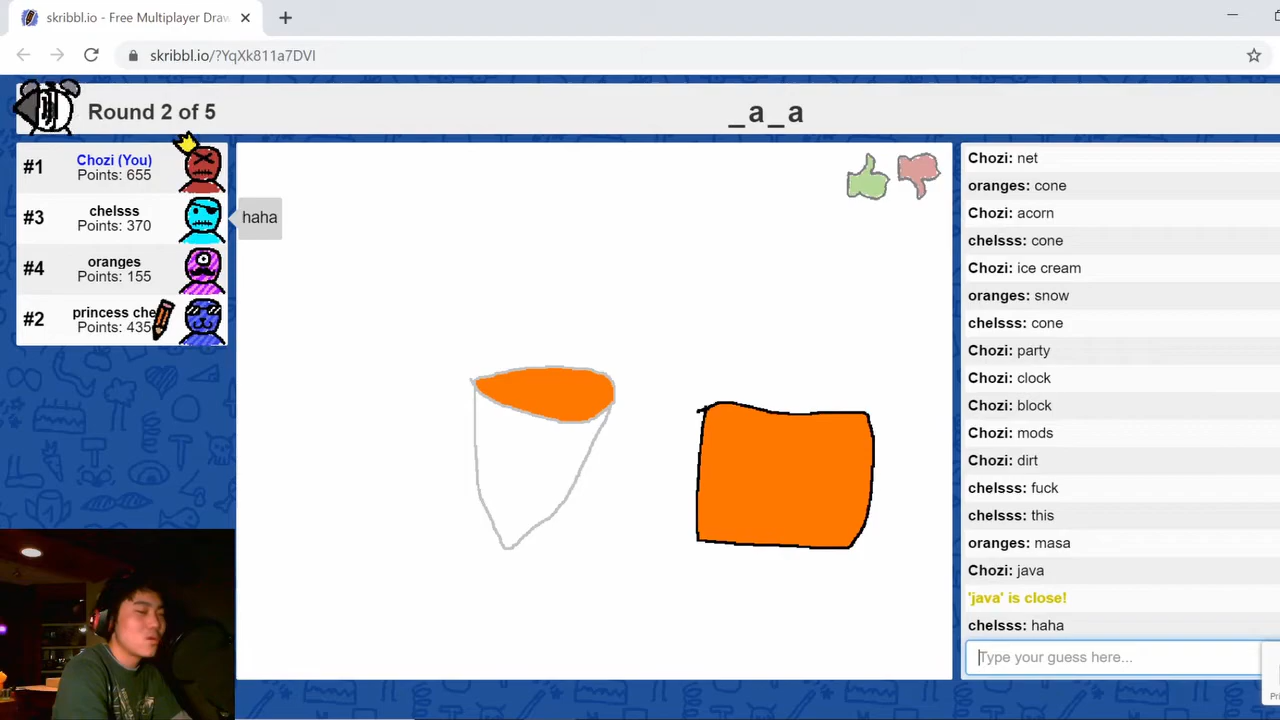 skribbl.io - Free Multiplayer Draw
skribbl.io/?YqXk811a7DVI
Round 2 of 5
_a_a
#1
Chozi (You)
Points: 655
#3
chelsss
Points: 370
haha
#4
oranges
Points: 155
#2
princess che
Points: 435
Chozi: net
oranges: cone
Chozi: acorn
chelsss: cone
Chozi: ice cream
oranges: snow
chelsss: cone
Chozi: party
Chozi: clock
Chozi: block
Chozi: mods
Chozi: dirt
chelsss: fuck
chelsss: this
oranges: masa
Chozi: java
'java' is close!
chelsss: haha
Type your guess here...